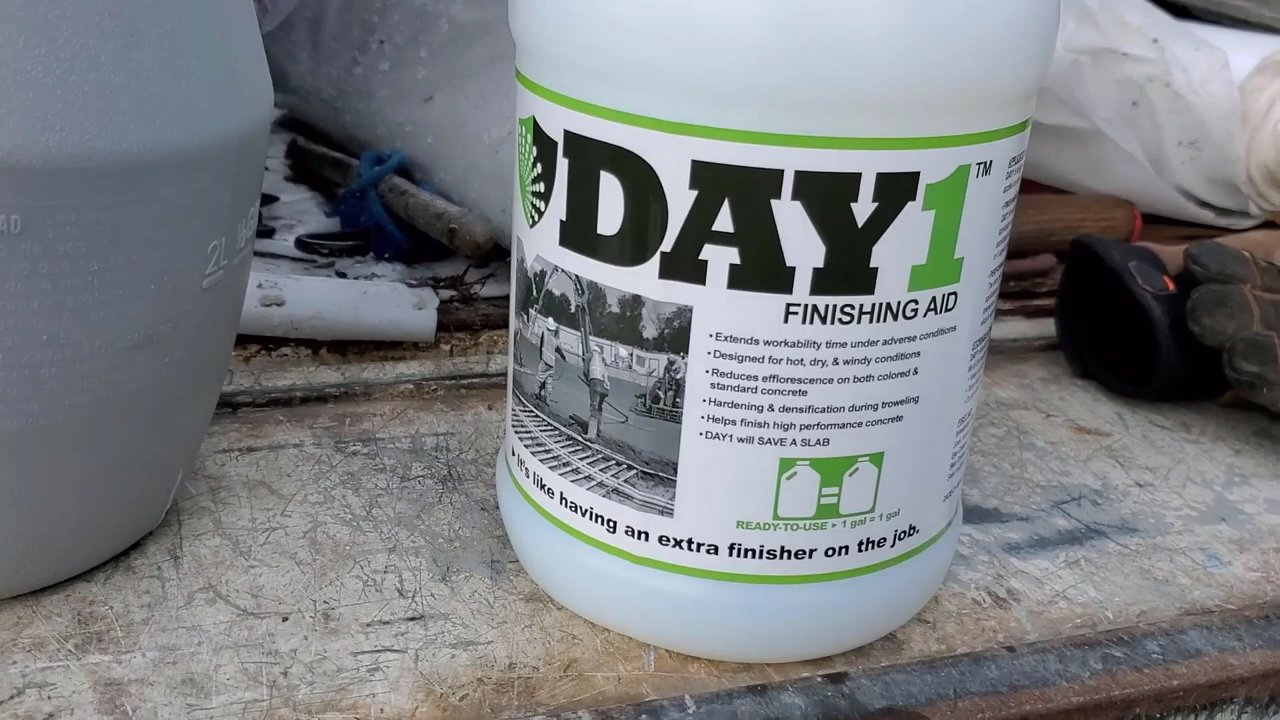 AD
2L
DAY1™
FINISHING AID
•Extends workability time under adverse conditions
•Designed for hot, dry, & windy conditions
•Reduces efflorescence on both colored &
standard concrete
•Hardening & densification during troweling
•Helps finish high performance concrete
•DAY1 will SAVE A SLAB
READY-TO-USE ▸ 1 gal = 1 gal
▸It's like having an extra finisher on the job.